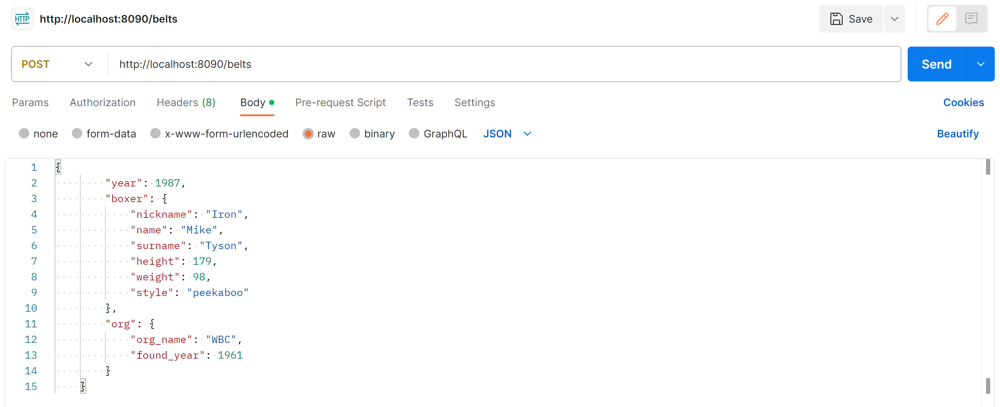 HTTP http://localhost:8090/belts Save
POST http://localhost:8090/belts Send
Params Authorization Headers (8) Body Pre-request Script Tests Settings Cookies
none form-data x-www-form-urlencoded raw binary GraphQL JSON Beautify
1 {
2 "year": 1987,
3 "boxer": {
4 "nickname": "Iron",
5 "name": "Mike",
6 "surname": "Tyson",
7 "height": 179,
8 "weight": 98,
9 "style": "peekaboo"
10 },
11 "org": {
12 "org_name": "WBC",
13 "found_year": 1961
14 }
15 }